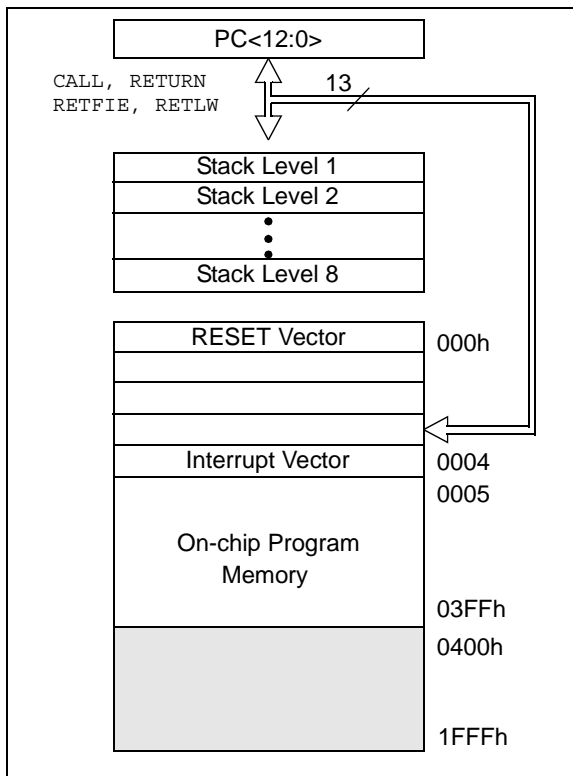 PC<12:0>
CALL, RETURN
RETFIE, RETLW
13
Stack Level 1
Stack Level 2
Stack Level 8
RESET Vector
000h
Interrupt Vector
0004
0005
On-chip Program
Memory
03FFh
0400h
1FFFh